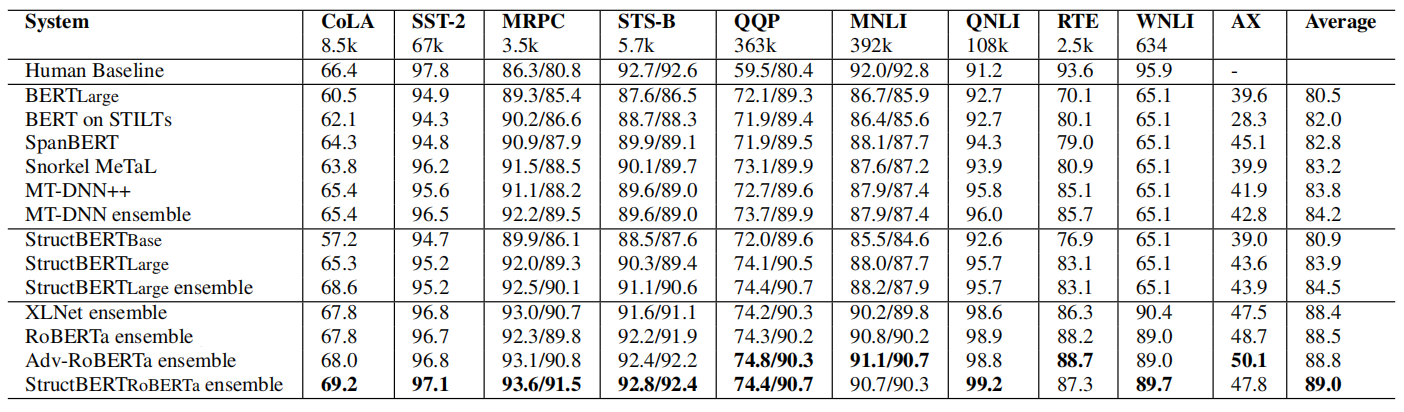 System CoLA SST-2 MRPC STS-B QQP MNLI QNLI RTE WNLI AX Average
8.5k 67k 3.5k 5.7k 363k 392k 108k 2.5k 634
Human Baseline 66.4 97.8 86.3/80.8 92.7/92.6 59.5/80.4 92.0/92.8 91.2 93.6 95.9 -
BERTLarge 60.5 94.9 89.3/85.4 87.6/86.5 72.1/89.3 86.7/85.9 92.7 70.1 65.1 39.6 80.5
BERT on STILTs 62.1 94.3 90.2/86.6 88.7/88.3 71.9/89.4 86.4/85.6 92.7 80.1 65.1 28.3 82.0
SpanBERT 64.3 94.8 90.9/87.9 89.9/89.1 71.9/89.5 88.1/87.7 94.3 79.0 65.1 45.1 82.8
Snorkel MeTaL 63.8 96.2 91.5/88.5 90.1/89.7 73.1/89.9 87.6/87.2 93.9 80.9 65.1 39.9 83.2
MT-DNN++ 65.4 95.6 91.1/88.2 89.6/89.0 72.7/89.6 87.9/87.4 95.8 85.1 65.1 41.9 83.8
MT-DNN ensemble 65.4 96.5 92.2/89.5 89.6/89.0 73.7/89.9 87.9/87.4 96.0 85.7 65.1 42.8 84.2
StructBERTBase 57.2 94.7 89.9/86.1 88.5/87.6 72.0/89.6 85.5/84.6 92.6 76.9 65.1 39.0 80.9
StructBERTLarge 65.3 95.2 92.0/89.3 90.3/89.4 74.1/90.5 88.0/87.7 95.7 83.1 65.1 43.6 83.9
StructBERTLarge ensemble 68.6 95.2 92.5/90.1 91.1/90.6 74.4/90.7 88.2/87.9 95.7 83.1 65.1 43.9 84.5
XLNet ensemble 67.8 96.8 93.0/90.7 91.6/91.1 74.2/90.3 90.2/89.8 98.6 86.3 90.4 47.5 88.4
RoBERTa ensemble 67.8 96.7 92.3/89.8 92.2/91.9 74.3/90.2 90.8/90.2 98.9 88.2 89.0 48.7 88.5
Adv-RoBERTa ensemble 68.0 96.8 93.1/90.8 92.4/92.2 74.8/90.3 91.1/90.7 98.8 88.7 89.0 50.1 88.8
StructBERTRoBERTa ensemble 69.2 97.1 93.6/91.5 92.8/92.4 74.4/90.7 90.7/90.3 99.2 87.3 89.7 47.8 89.0